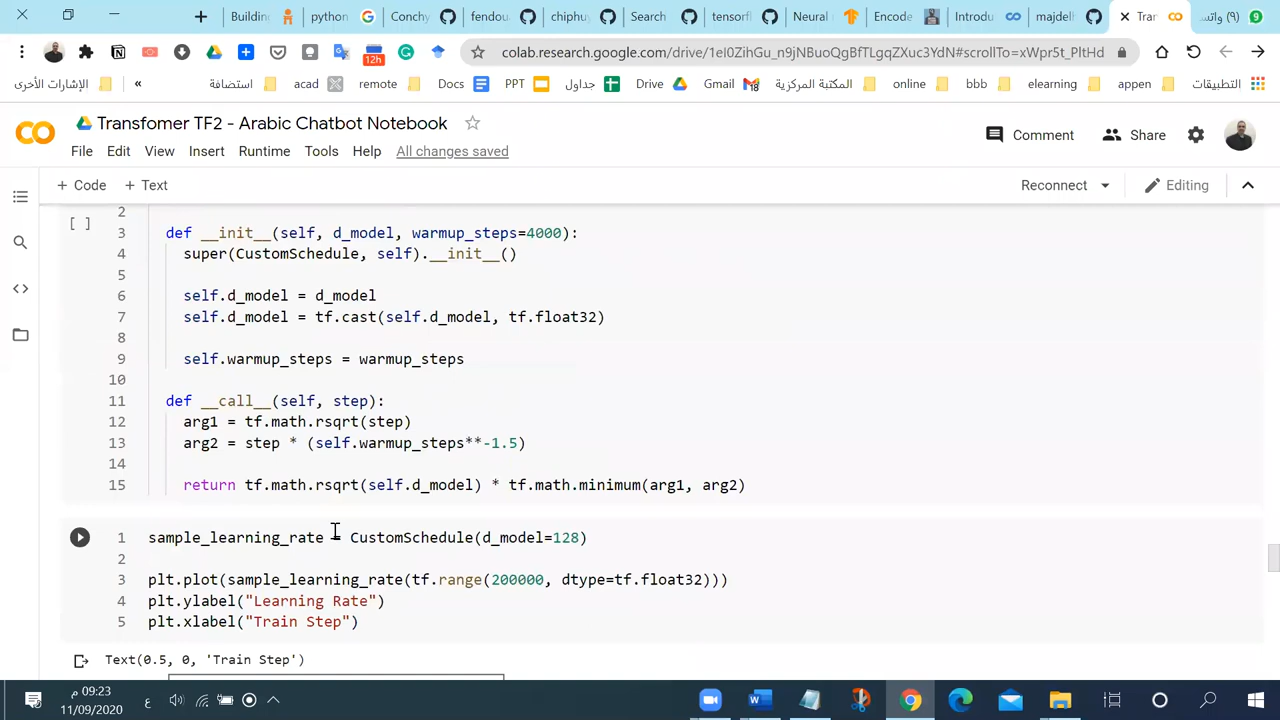 Buildin
python
Conchy
fendou
chiphuy
Search
tensorf
Neural
Encode
Introdu
majdel
Tra
(٩) واتس
9
colab.research.google.com/drive/
12h
الإشارات الأخرى
«
استضافة
acad
remote
Docs
PPT
جداول
Drive
Gmail
المكتبة المركزية
online
bbb
elearning
appen
التطبيقات
Transfomer TF2 - Arabic Chatbot Notebook
Comment
Share
File Edit View Insert Runtime Tools Help All changes saved
+ Code + Text
Reconnect
Editing
[ ]
2
3 def __init__(self, d_model, warmup_steps=4000):
4 super(CustomSchedule, self).__init__()
5
6 self.d_model = d_model
7 self.d_model = tf.cast(self.d_model, tf.float32)
8
9 self.warmup_steps = warmup_steps
10
11 def __call__(self, step):
12 arg1 = tf.math.rsqrt(step)
13 arg2 = step * (self.warmup_steps**-1.5)
14
15 return tf.math.rsqrt(self.d_model) * tf.math.minimum(arg1, arg2)
1 sample_learning_rate = CustomSchedule(d_model=128)
2
3 plt.plot(sample_learning_rate(tf.range(200000, dtype=tf.float32)))
4 plt.ylabel("Learning Rate")
5 plt.xlabel("Train Step")
Text(0.5, 0, 'Train Step')
09:23 م
ع
11/09/2020